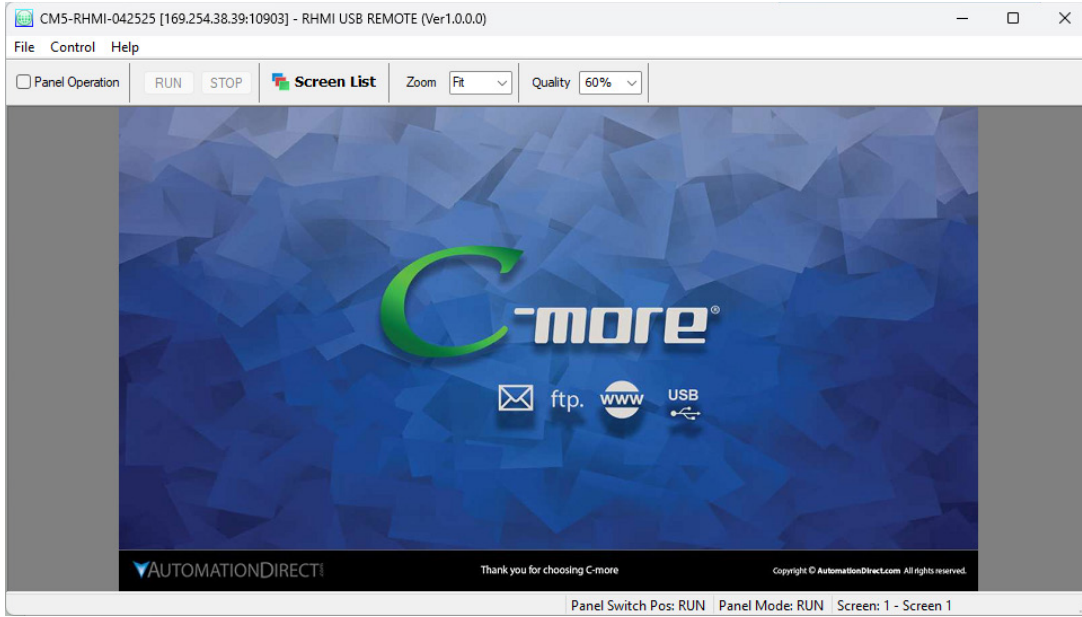 CM5-RHMI-042525 [169.254.38.39:10903] - RHMI USB REMOTE (Ver1.0.0.0)
File Control Help
Panel Operation RUN STOP Screen List Zoom Fit Quality 60%
C-more®
ftp. www USB
AUTOMATIONDIRECT Thank you for choosing C-more Copyright © AutomationDirect.com All rights reserved.
Panel Switch Pos: RUN Panel Mode: RUN Screen: 1 - Screen 1